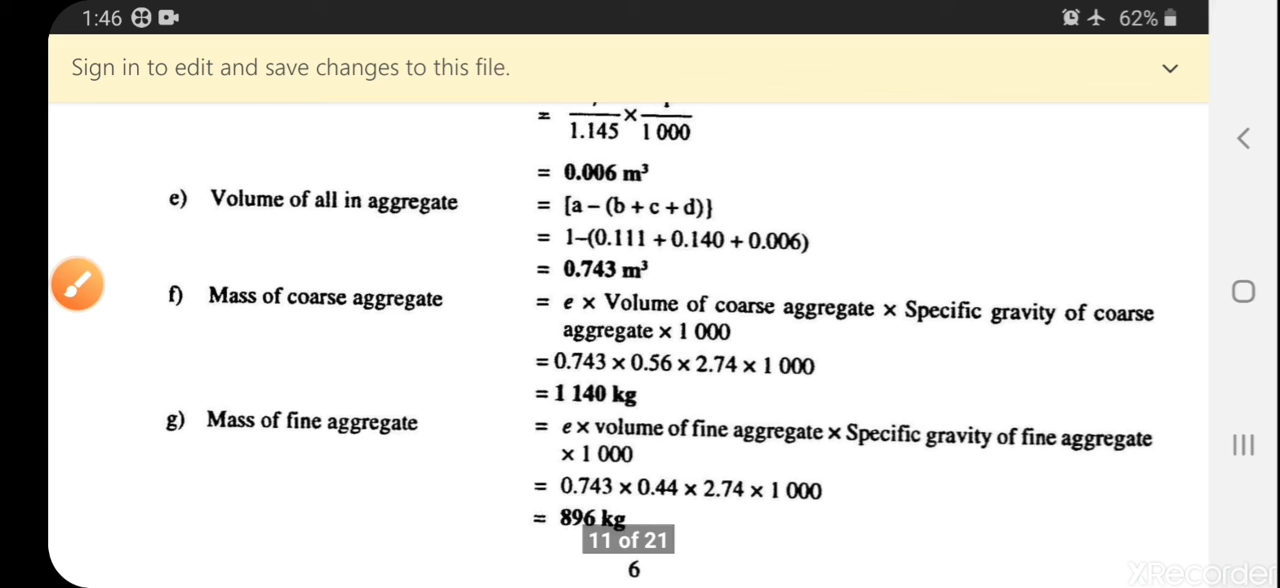 1:46
62%
Sign in to edit and save changes to this file.
= 1.145 × 1 000
= 0.006 m³
e) Volume of all in aggregate = [a – (b + c + d)}
= 1–(0.111 + 0.140 + 0.006)
= 0.743 m³
f) Mass of coarse aggregate = e × Volume of coarse aggregate × Specific gravity of coarse
aggregate × 1 000
= 0.743 × 0.56 × 2.74 × 1 000
= 1 140 kg
g) Mass of fine aggregate = e × volume of fine aggregate × Specific gravity of fine aggregate
× 1 000
= 0.743 × 0.44 × 2.74 × 1 000
= 896 kg
11 of 21
6
XRecorder